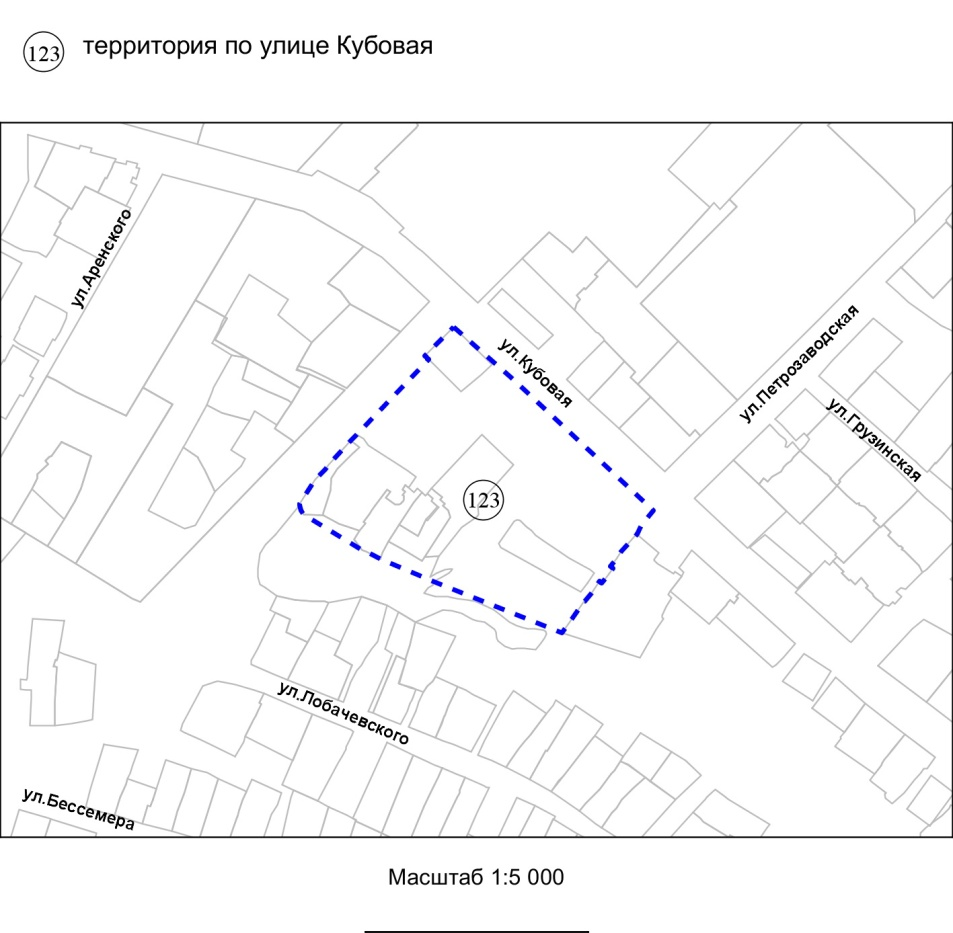 123 территория по улице Кубовая
ул.Аренского
ул.Кубовая
ул.Петрозаводская
ул.Грузинская
123
ул.Лобачевского
ул.Бессемера
Масштаб 1:5 000